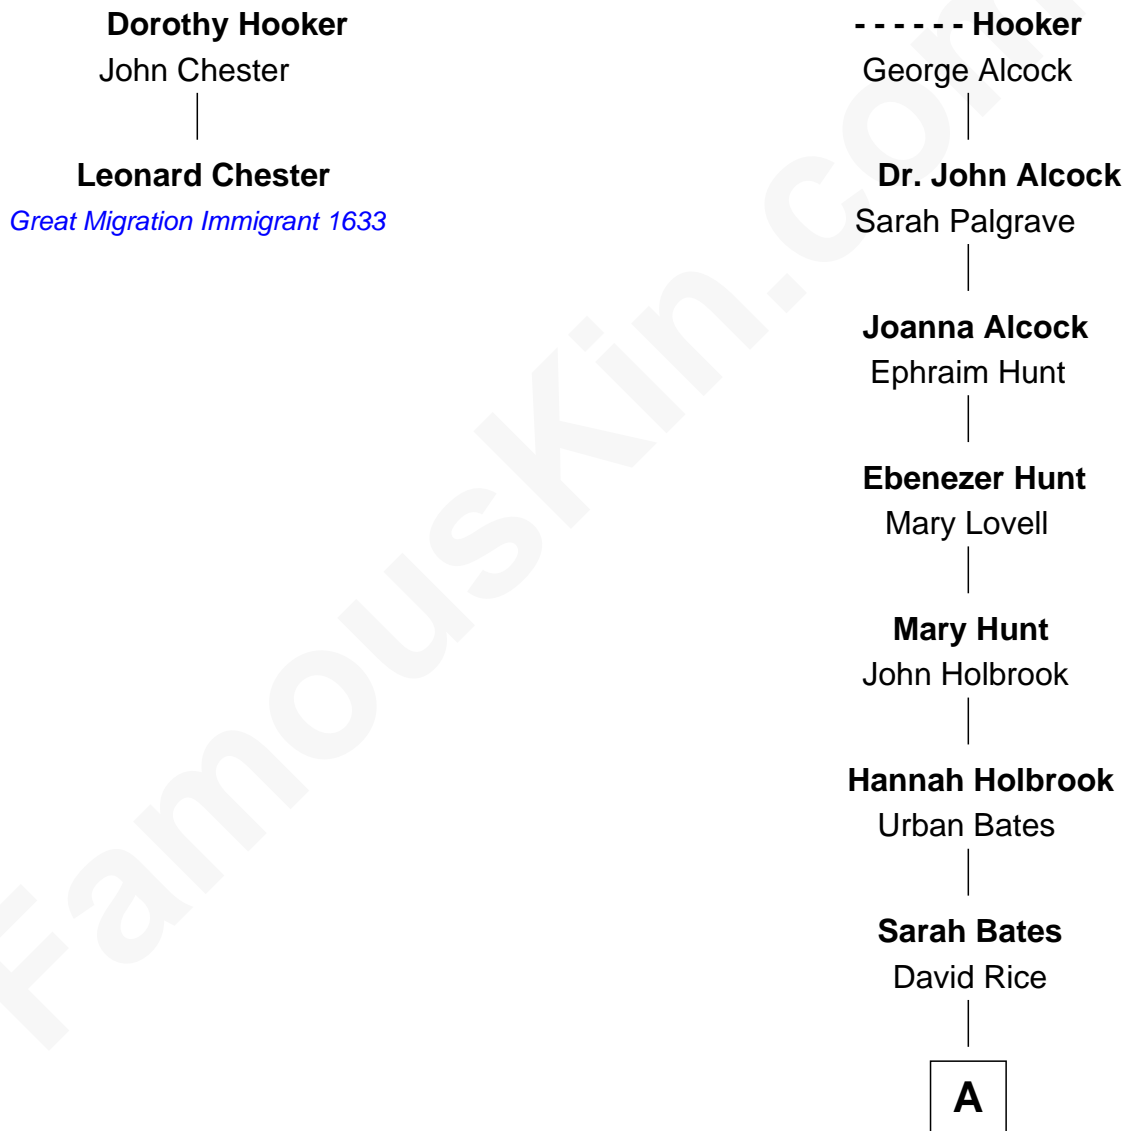 Dorothy Hooker
John Chester
Leonard Chester
Great Migration Immigrant 1633
- - - - - - Hooker
George Alcock
Dr. John Alcock
Sarah Palgrave
Joanna Alcock
Ephraim Hunt
Ebenezer Hunt
Mary Lovell
Mary Hunt
John Holbrook
Hannah Holbrook
Urban Bates
Sarah Bates
David Rice
A
FamousKin.com